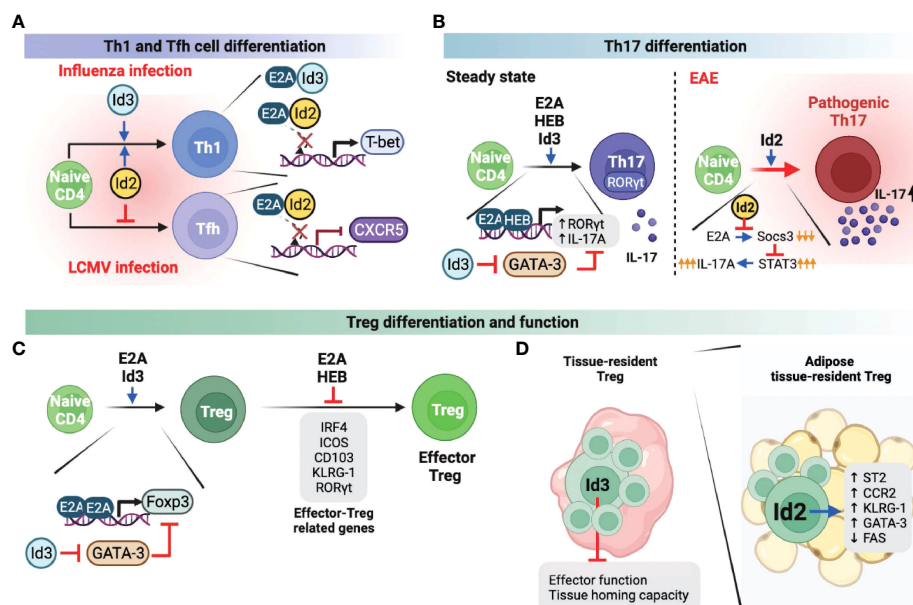 A
Th1 and Tfh cell differentiation
Influenza infection
Id3
Naive
CD4
Id2
Th1
Tfh
LCMV infection
E2A Id3
E2A Id2
T-bet
E2A Id2
CXCR5
B
Th17 differentiation
Steady state
E2A
HEB
Id3
Naive
CD4
Th17
RORγt
E2A HEB
↑ RORγt
↑ IL-17A
IL-17
Id3
GATA-3
EAE
Pathogenic
Th17
Id2
Naive
CD4
IL-17
Id2
E2A
Socs3
IL-17A
STAT3
Treg differentiation and function
C
E2A
Id3
Naive
CD4
Treg
E2A
HEB
IRF4
ICOS
CD103
KLRG-1
RORγt
Effector-Treg
related genes
Treg
Effector
Treg
E2A E2A
Foxp3
Id3
GATA-3
D
Tissue-resident
Treg
Id3
Effector function
Tissue homing capacity
Adipose
tissue-resident Treg
Id2
↑ ST2
↑ CCR2
↑ KLRG-1
↑ GATA-3
↓ FAS